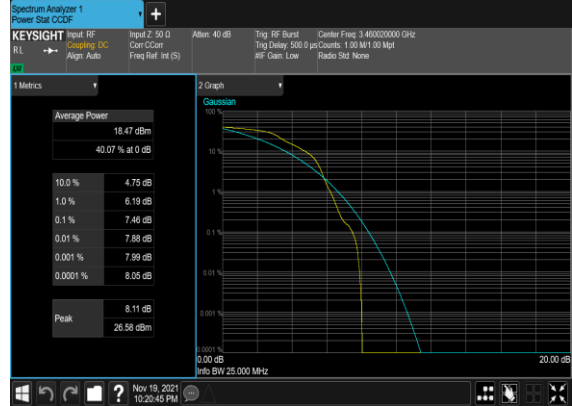 Spectrum Analyzer 1
Power Stat CCDF
KEYSIGHT
RL
Input: RF
Coupling: DC
Align: Auto
Input Z: 50 Ω
Corr CCorr
Freq Ref: Int (S)
Atten: 40 dB
Trig: RF Burst
Trig Delay: 500.0 µs
#IF Gain: Low
Center Freq: 3.460020000 GHz
Counts: 1.00 M/1.00 Mpt
Radio Std: None
1 Metrics
Average Power
18.47 dBm
40.07 % at 0 dB
10.0 % 4.75 dB
1.0 % 6.19 dB
0.1 % 7.46 dB
0.01 % 7.88 dB
0.001 % 7.99 dB
0.0001 % 8.05 dB
Peak
8.11 dB
26.58 dBm
2 Graph
Gaussian
100 %
10 %
1 %
0.1 %
0.01 %
0.001 %
0.0001 %
0.00 dB
20.00 dB
Info BW 25.000 MHz
?
Nov 19, 2021
10:20:45 PM